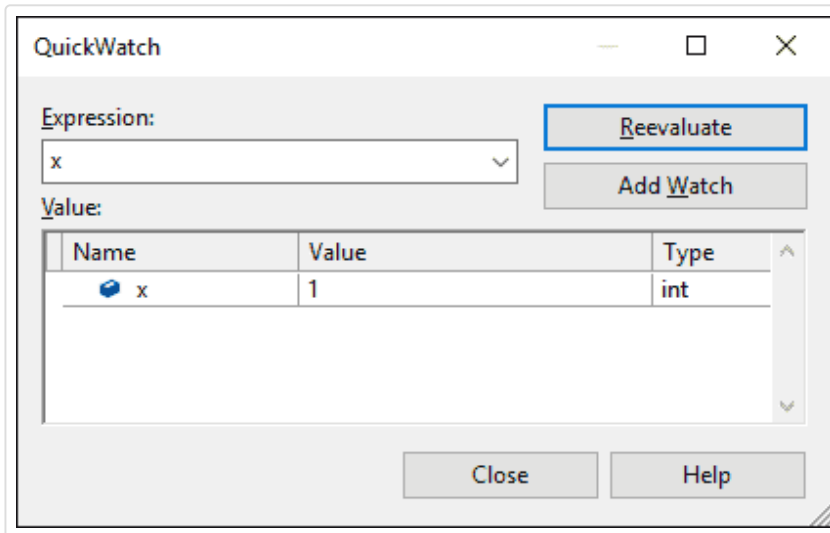 QuickWatch
Expression:
Reevaluate
x
Add Watch
Value:
Name Value Type
x 1 int
Close Help